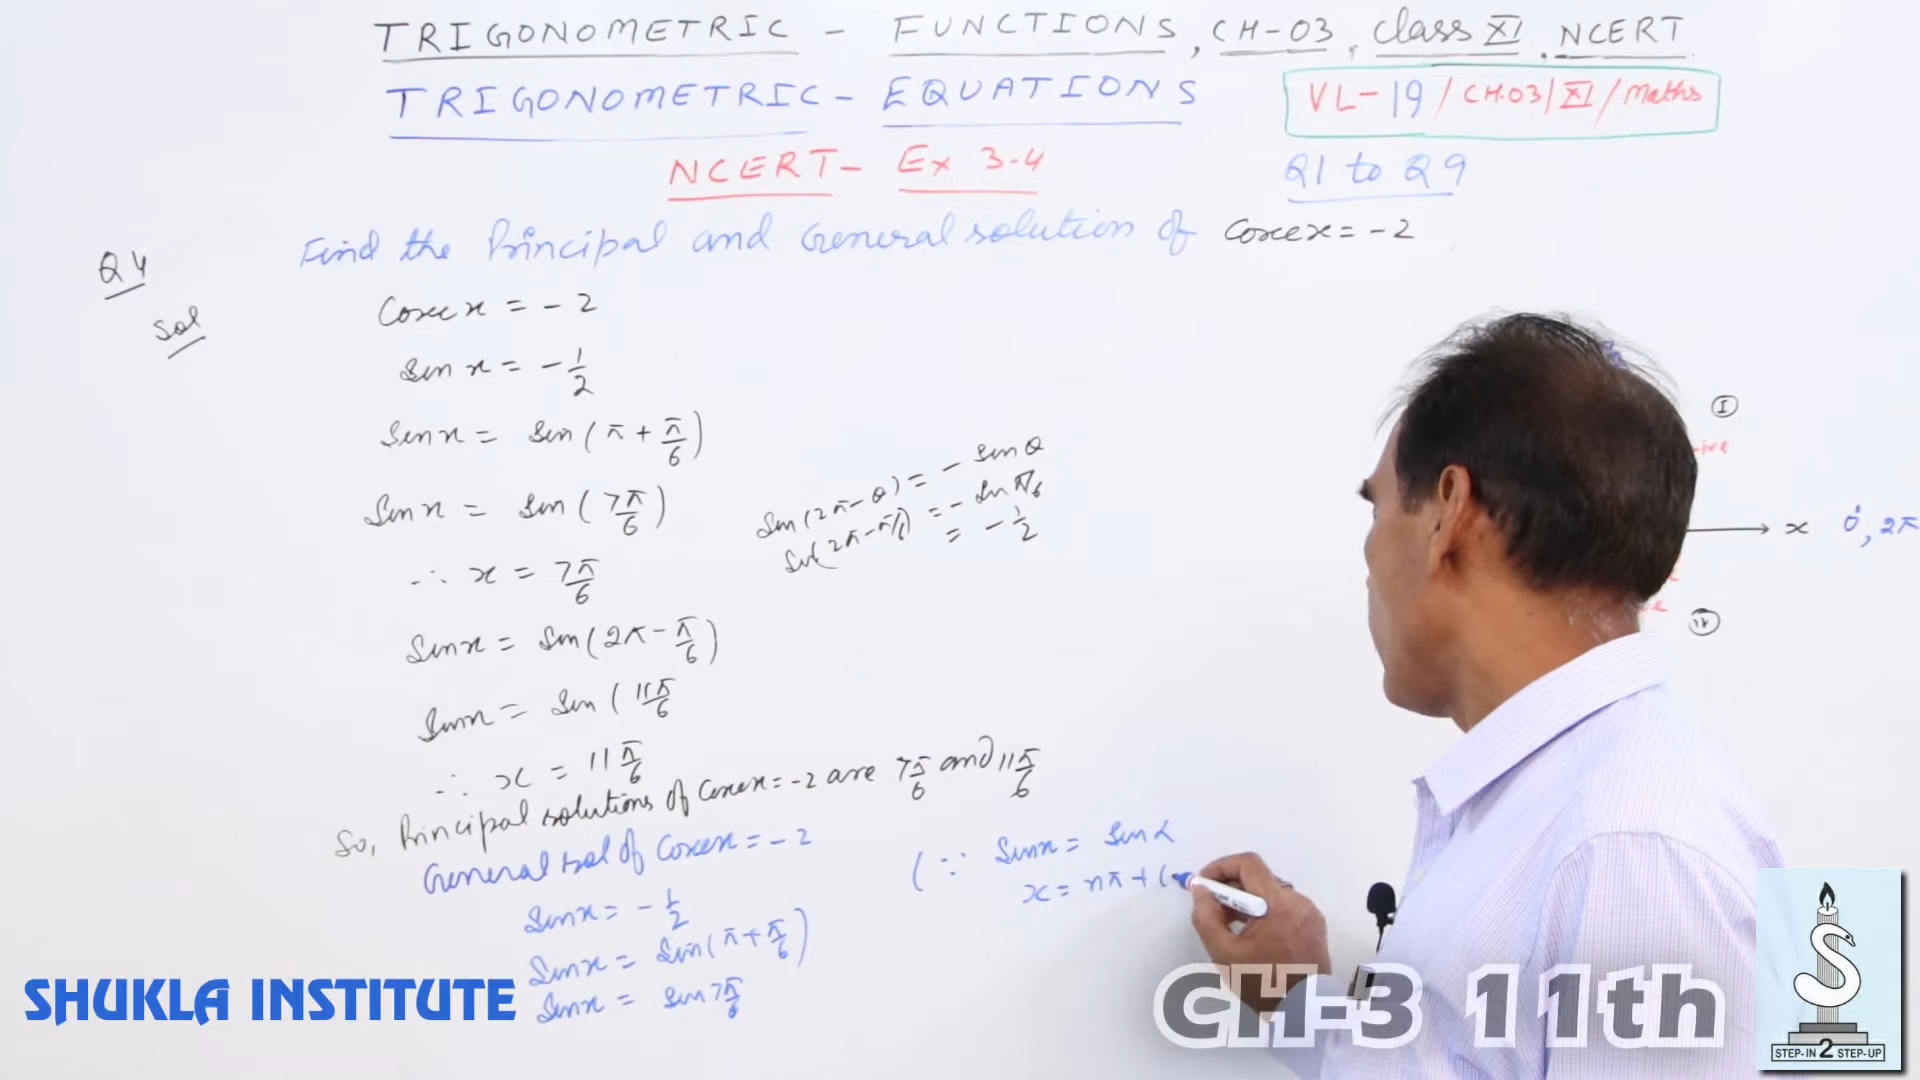 TRIGONOMETRIC - FUNCTIONS, CH-03, Class XI, NCERT
TRIGONOMETRIC - EQUATIONS
VL-19/CH.03/XI/Maths
NCERT- Ex 3.4
Q1 to Q9
Q4
Find the Principal and General solution of Cosec x = -2
Sol
Cosec x = -2
Sin x = -1/2
Sin x = Sin(π + π/6)
Sin x = Sin(7π/6)
∴ x = 7π/6
Sin(2π-θ) = - Sin θ
Sin(2π-π/6) = - Sin π/6
= -1/2
Sin x = Sin(2π - π/6)
Sin x = Sin(11π/6
∴ x = 11π/6
So, Principal solutions of Cosec x = -2 are 7π/6 and 11π/6
General sol of Cosec x = -2
Sin x = -1/2
Sin x = Sin(π + π/6)
Sin x = Sin 7π/6
(∵ Sin x = Sin α
x = nπ + (
I
-ive
x 0, 2π
IV
SHUKLA INSTITUTE
CH-3 11th
S
STEP-IN 2 STEP-UP